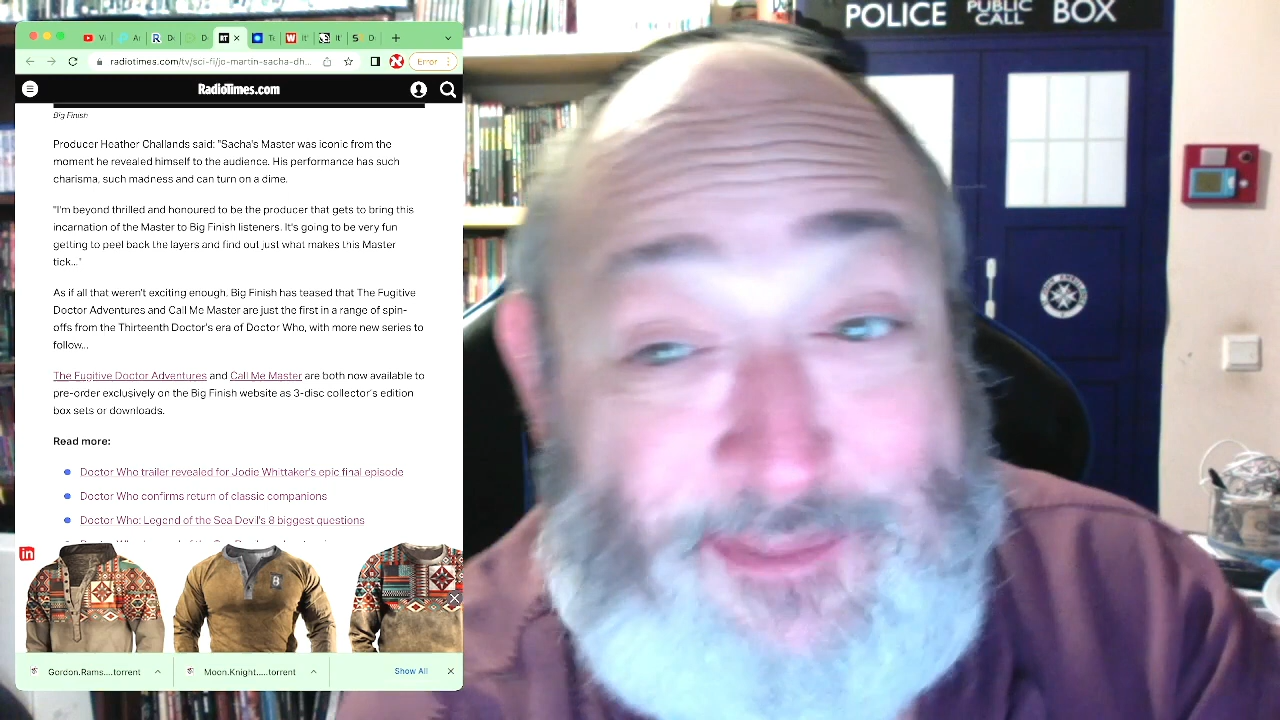 POLICE PUBLIC CALL BOX
radiotimes.com/tv/sci-fi/jo-martin-sacha-dh...
Error
RadioTimes.com
Big Finish
Producer Heather Challands said: "Sacha's Master was iconic from the
moment he revealed himself to the audience. His performance has such
charisma, such madness and can turn on a dime.
"I'm beyond thrilled and honoured to be the producer that gets to bring this
incarnation of the Master to Big Finish listeners. It's going to be very fun
getting to peel back the layers and find out just what makes this Master
tick..."
As if all that weren't exciting enough, Big Finish has teased that The Fugitive
Doctor Adventures and Call Me Master are just the first in a range of spin-
offs from the Thirteenth Doctor's era of Doctor Who, with more new series to
follow...
The Fugitive Doctor Adventures and Call Me Master are both now available to
pre-order exclusively on the Big Finish website as 3-disc collector's edition
box sets or downloads.
Read more:
Doctor Who trailer revealed for Jodie Whittaker's epic final episode
Doctor Who confirms return of classic companions
Doctor Who: Legend of the Sea Devil's 8 biggest questions
in
8
Gordon.Rams....torrent
Moon.Knight.....torrent
Show All